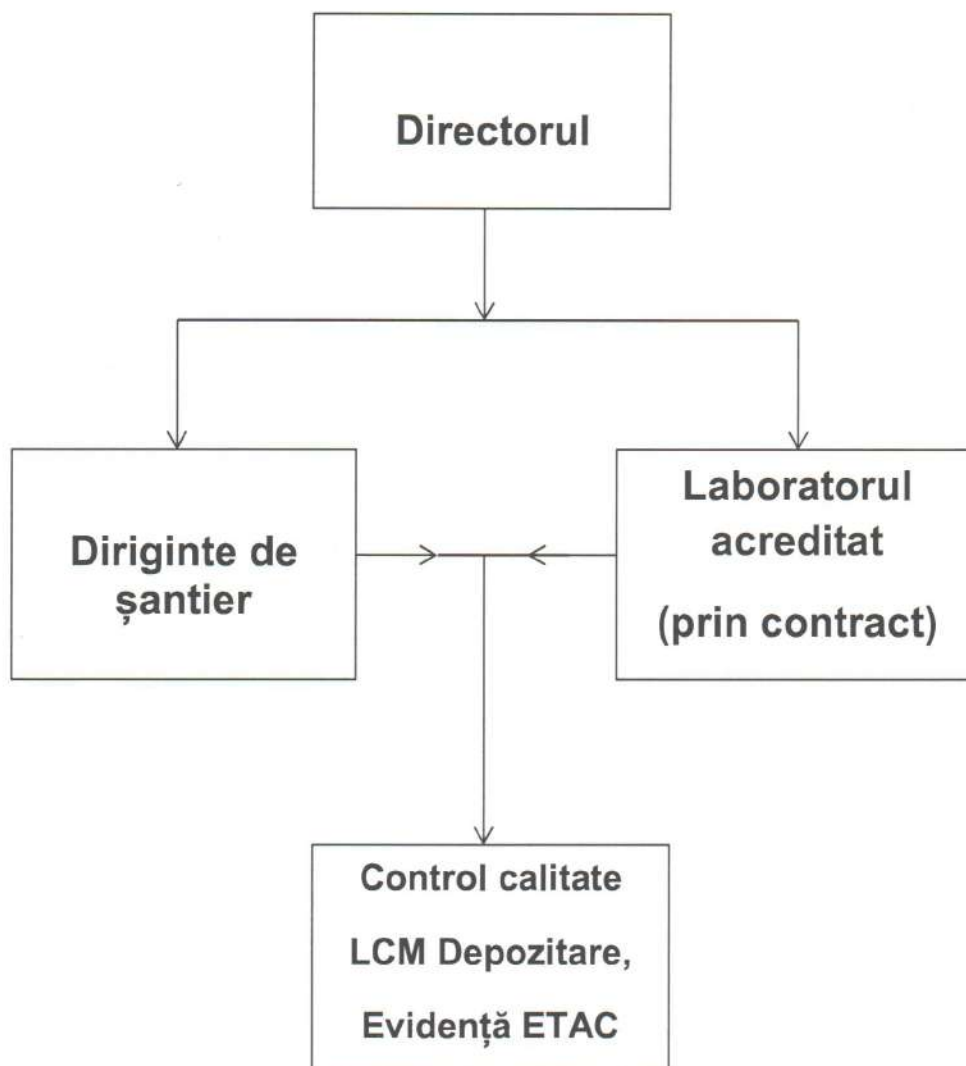 Directorul
Diriginte de
șantier
Laboratorul
acreditat
(prin contract)
Control calitate
LCM Depozitare,
Evidență ETAC